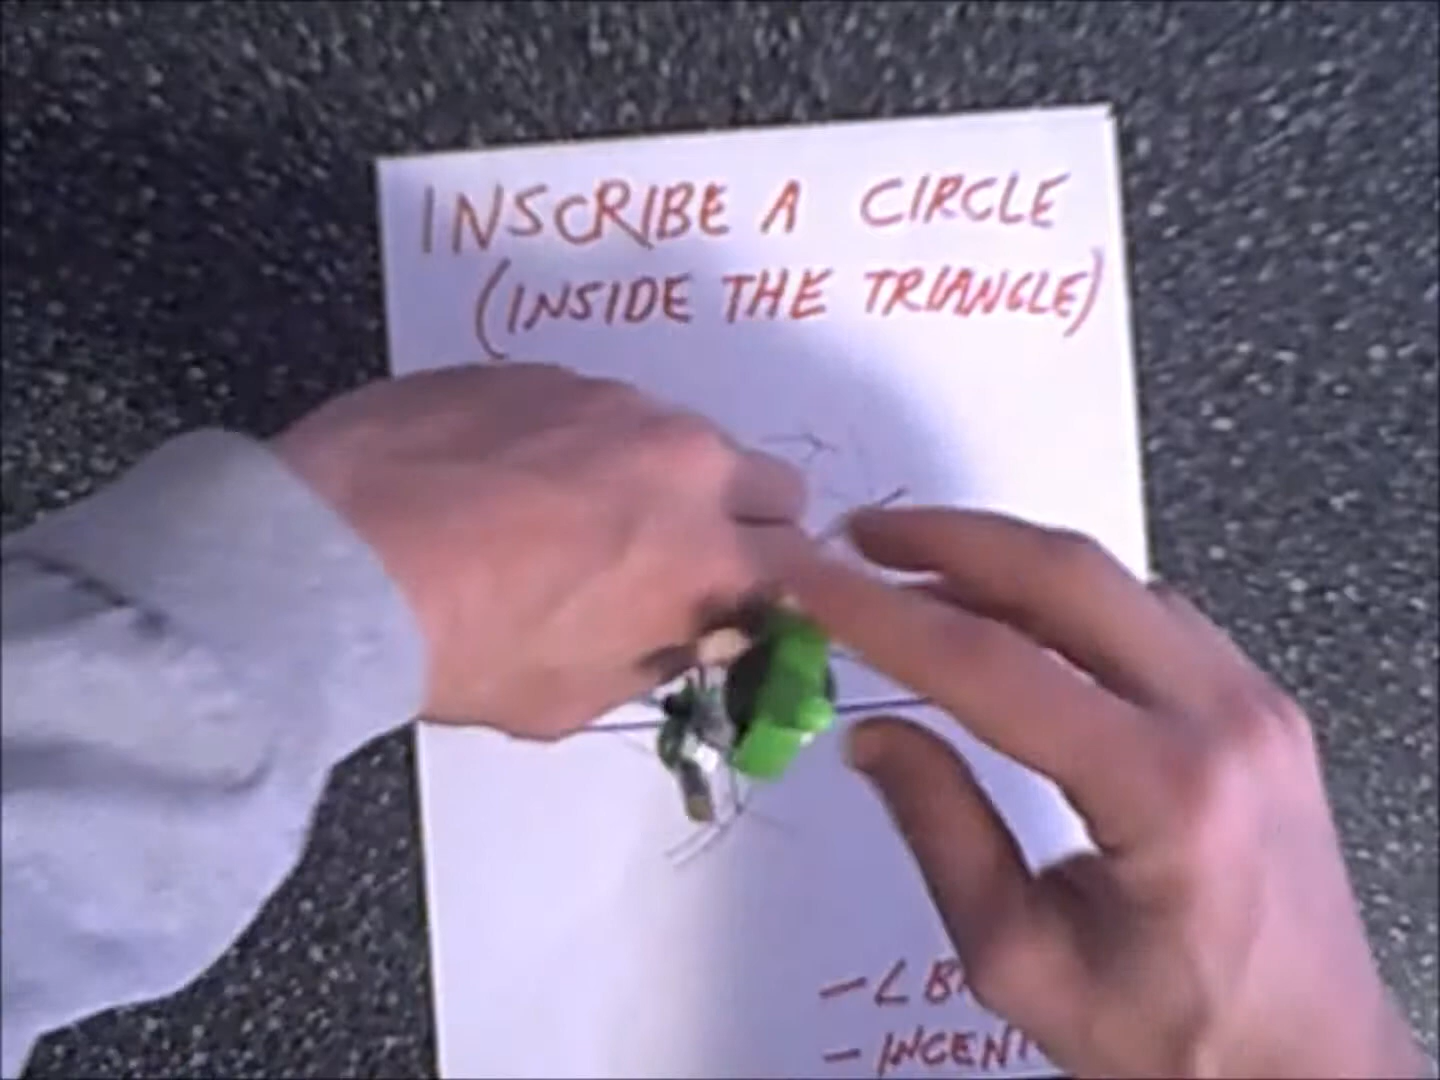 INSCRIBE A CIRCLE
(INSIDE THE TRIANGLE)
— ∠
—